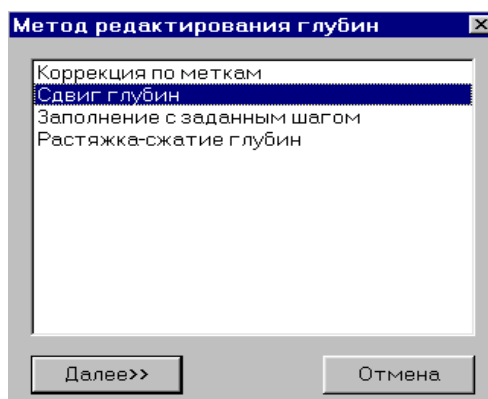 Метод редактирования глубин
Коррекция по меткам
Сдвиг глубин
Заполнение с заданным шагом
Растяжка-сжатие глубин
Далее>> Отмена